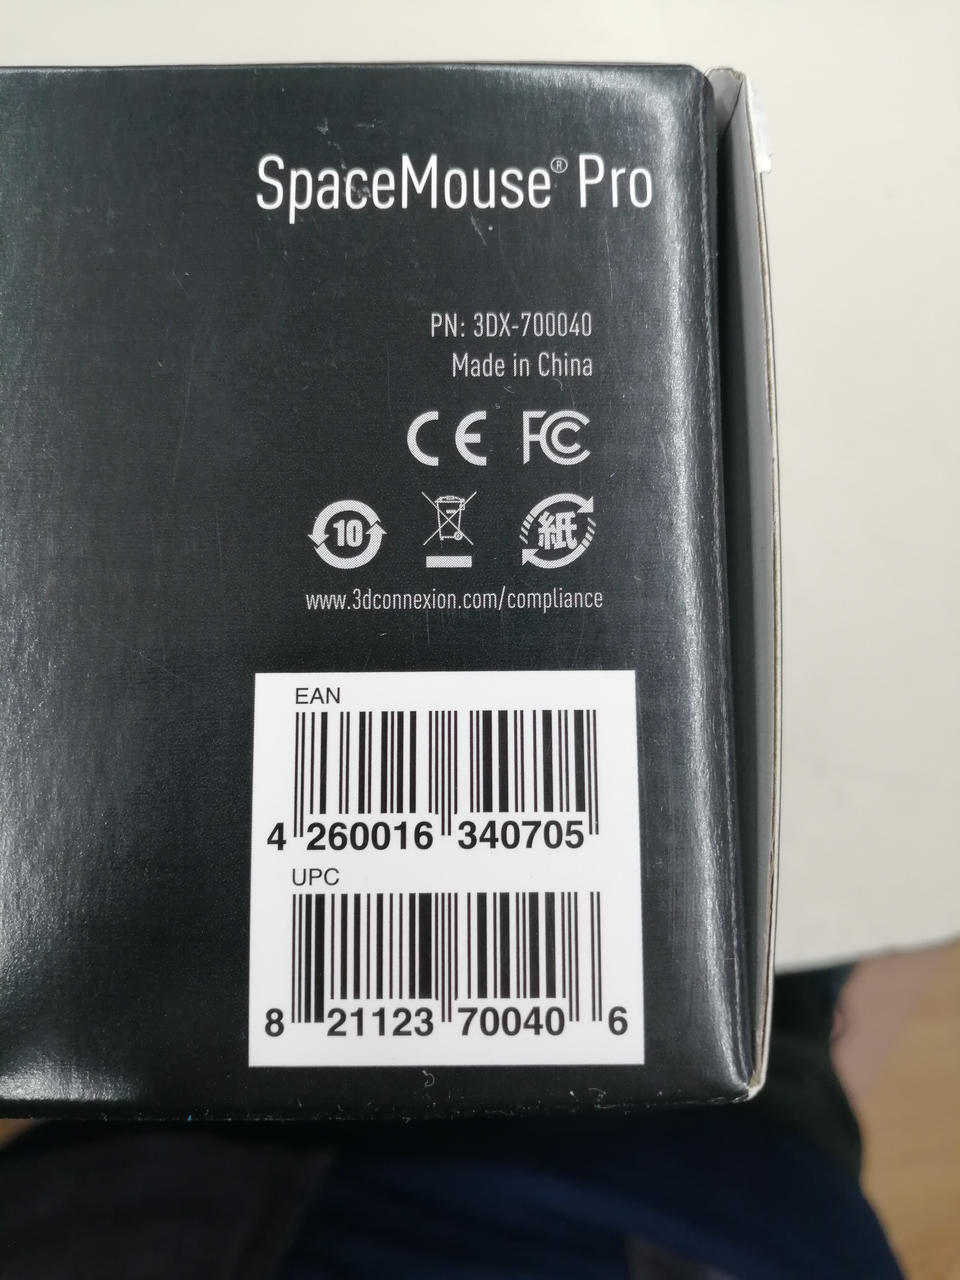 SpaceMouse® Pro
PN: 3DX-700040
Made in China
CE FC
10 紙
www.3dconnexion.com/compliance
EAN
4 260016 340705
UPC
8 21123 70040 6